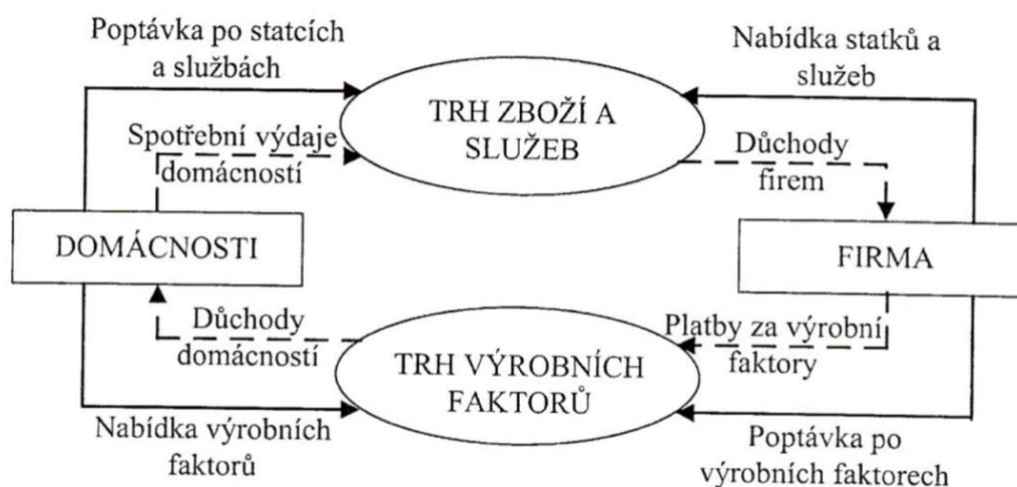 Poptávka po statcích
a službách
Nabídka statků a
služeb
TRH ZBOŽÍ A
SLUŽEB
Spotřební výdaje
domácností
Důchody
firem
DOMÁCNOSTI
FIRMA
Důchody
domácností
Platby za výrobní
faktory
TRH VÝROBNÍCH
FAKTORŮ
Nabídka výrobních
faktorů
Poptávka po
výrobních faktorech